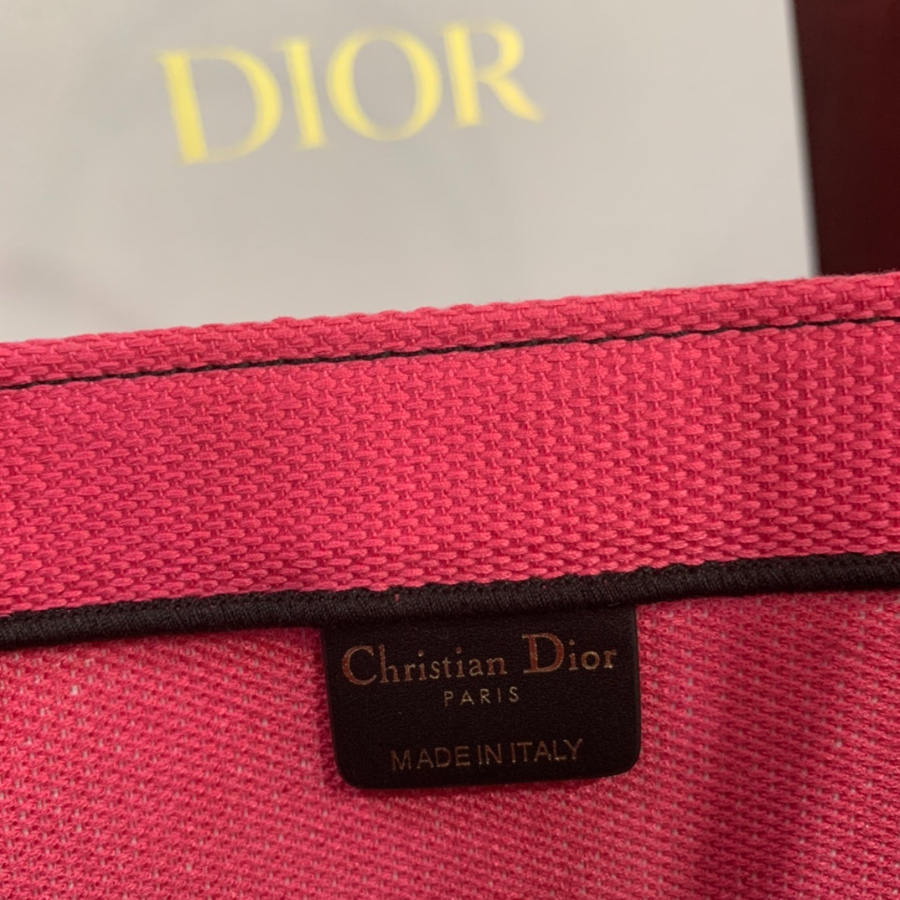 DIOR
Christian Dior
PARIS
MADE IN ITALY